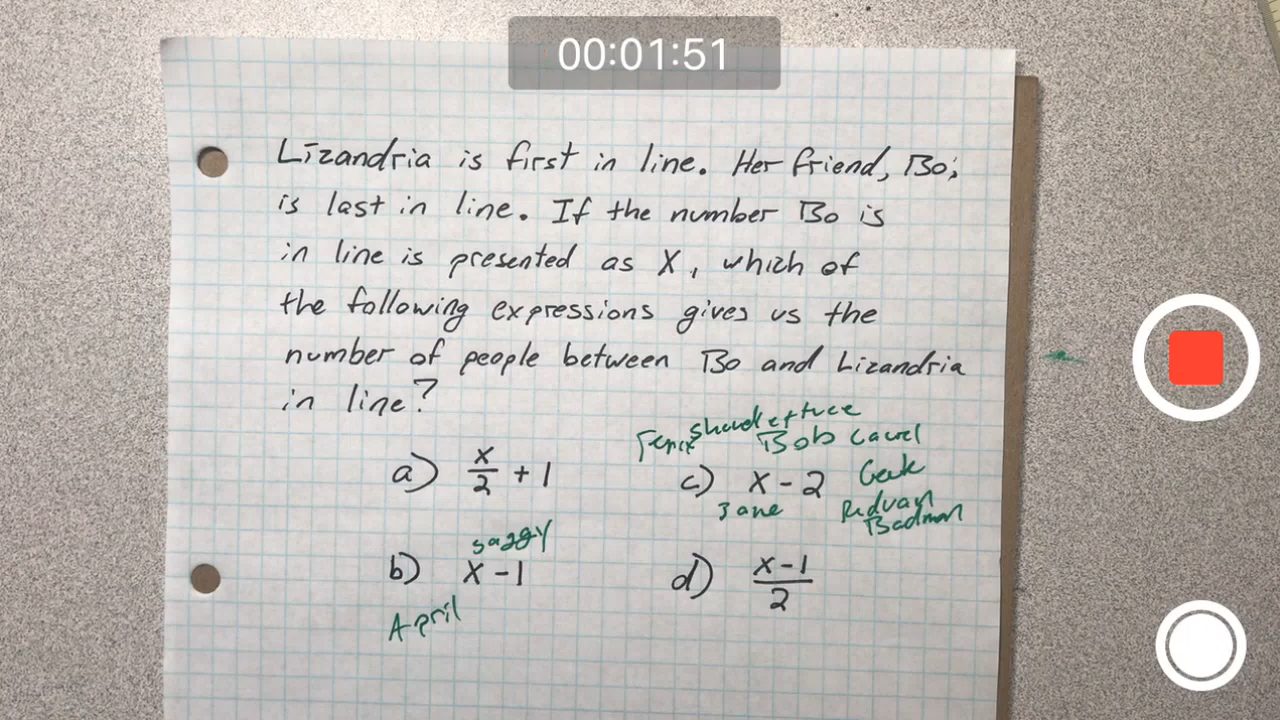 00:01:51
Lizandria is first in line. Her friend, Bo,
is last in line. If the number Bo is
in line is presented as X, which of
the following expressions gives us the
number of people between Bo and Lizandria
in line?
Bob
a) x/2 + 1
c) x - 2
Jane
saggy
b) x - 1
d) (x-1)/2
April